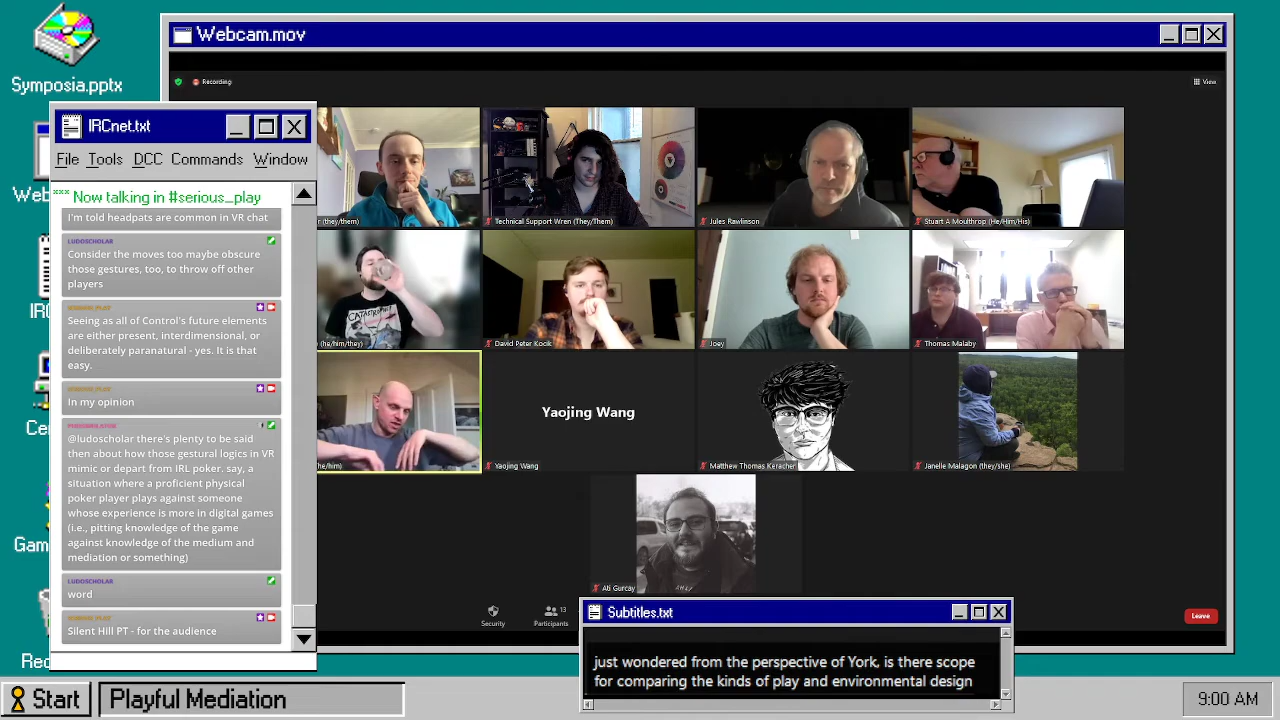 Symposia.pptx
Webcam.mov
Recording
View
IRCnet.txt
File Tools DCC Commands Window
*** Now talking in #serious_play
I'm told headpats are common in VR chat
LUDOSCHOLAR
Consider the moves too maybe obscure
those gestures, too, to throw off other
players
Seeing as all of Control's future elements
are either present, interdimensional, or
deliberately paranatural - yes. It is that
easy.
In my opinion
@ludoscholar there's plenty to be said
then about how those gestural logics in VR
mimic or depart from IRL poker. say, a
situation where a proficient physical
poker player plays against someone
whose experience is more in digital games
(i.e., pitting knowledge of the game
against knowledge of the medium and
mediation or something)
LUDOSCHOLAR
word
Silent Hill PT - for the audience
(they/them)
Technical Support Wren (They/Them)
Jules Rawlinson
Stuart A Moulthrop (He/Him/His)
(he/him/they)
David Peter Kocik
Joey
Thomas Malaby
he/him)
Yaojing Wang
Yaojing Wang
Matthew Thomas Keracher
Janelle Malagon (they/she)
Ati Gurcay
Security
Participants
13
Leave
Subtitles.txt
just wondered from the perspective of York, is there scope
for comparing the kinds of play and environmental design
Start
Playful Mediation
9:00 AM